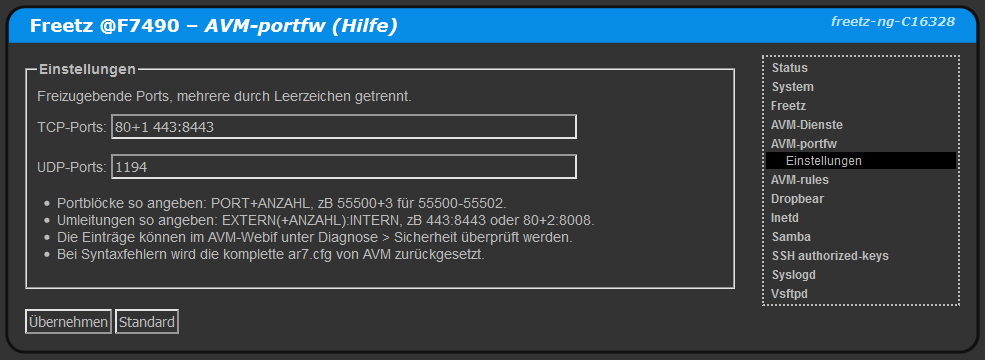 Freetz @F7490 – AVM-portfw (Hilfe)
freetz-ng-C16328
Einstellungen
Freizugebende Ports, mehrere durch Leerzeichen getrennt.
TCP-Ports: 80+1 443:8443
UDP-Ports: 1194
• Portblöcke so angeben: PORT+ANZAHL, zB 55500+3 für 55500-55502.
• Umleitungen so angeben: EXTERN(+ANZAHL):INTERN, zB 443:8443 oder 80+2:8008.
• Die Einträge können im AVM-Webif unter Diagnose > Sicherheit überprüft werden.
• Bei Syntaxfehlern wird die komplette ar7.cfg von AVM zurückgesetzt.
Übernehmen Standard
Status
System
Freetz
AVM-Dienste
AVM-portfw
Einstellungen
AVM-rules
Dropbear
Inetd
Samba
SSH authorized-keys
Syslogd
Vsftpd